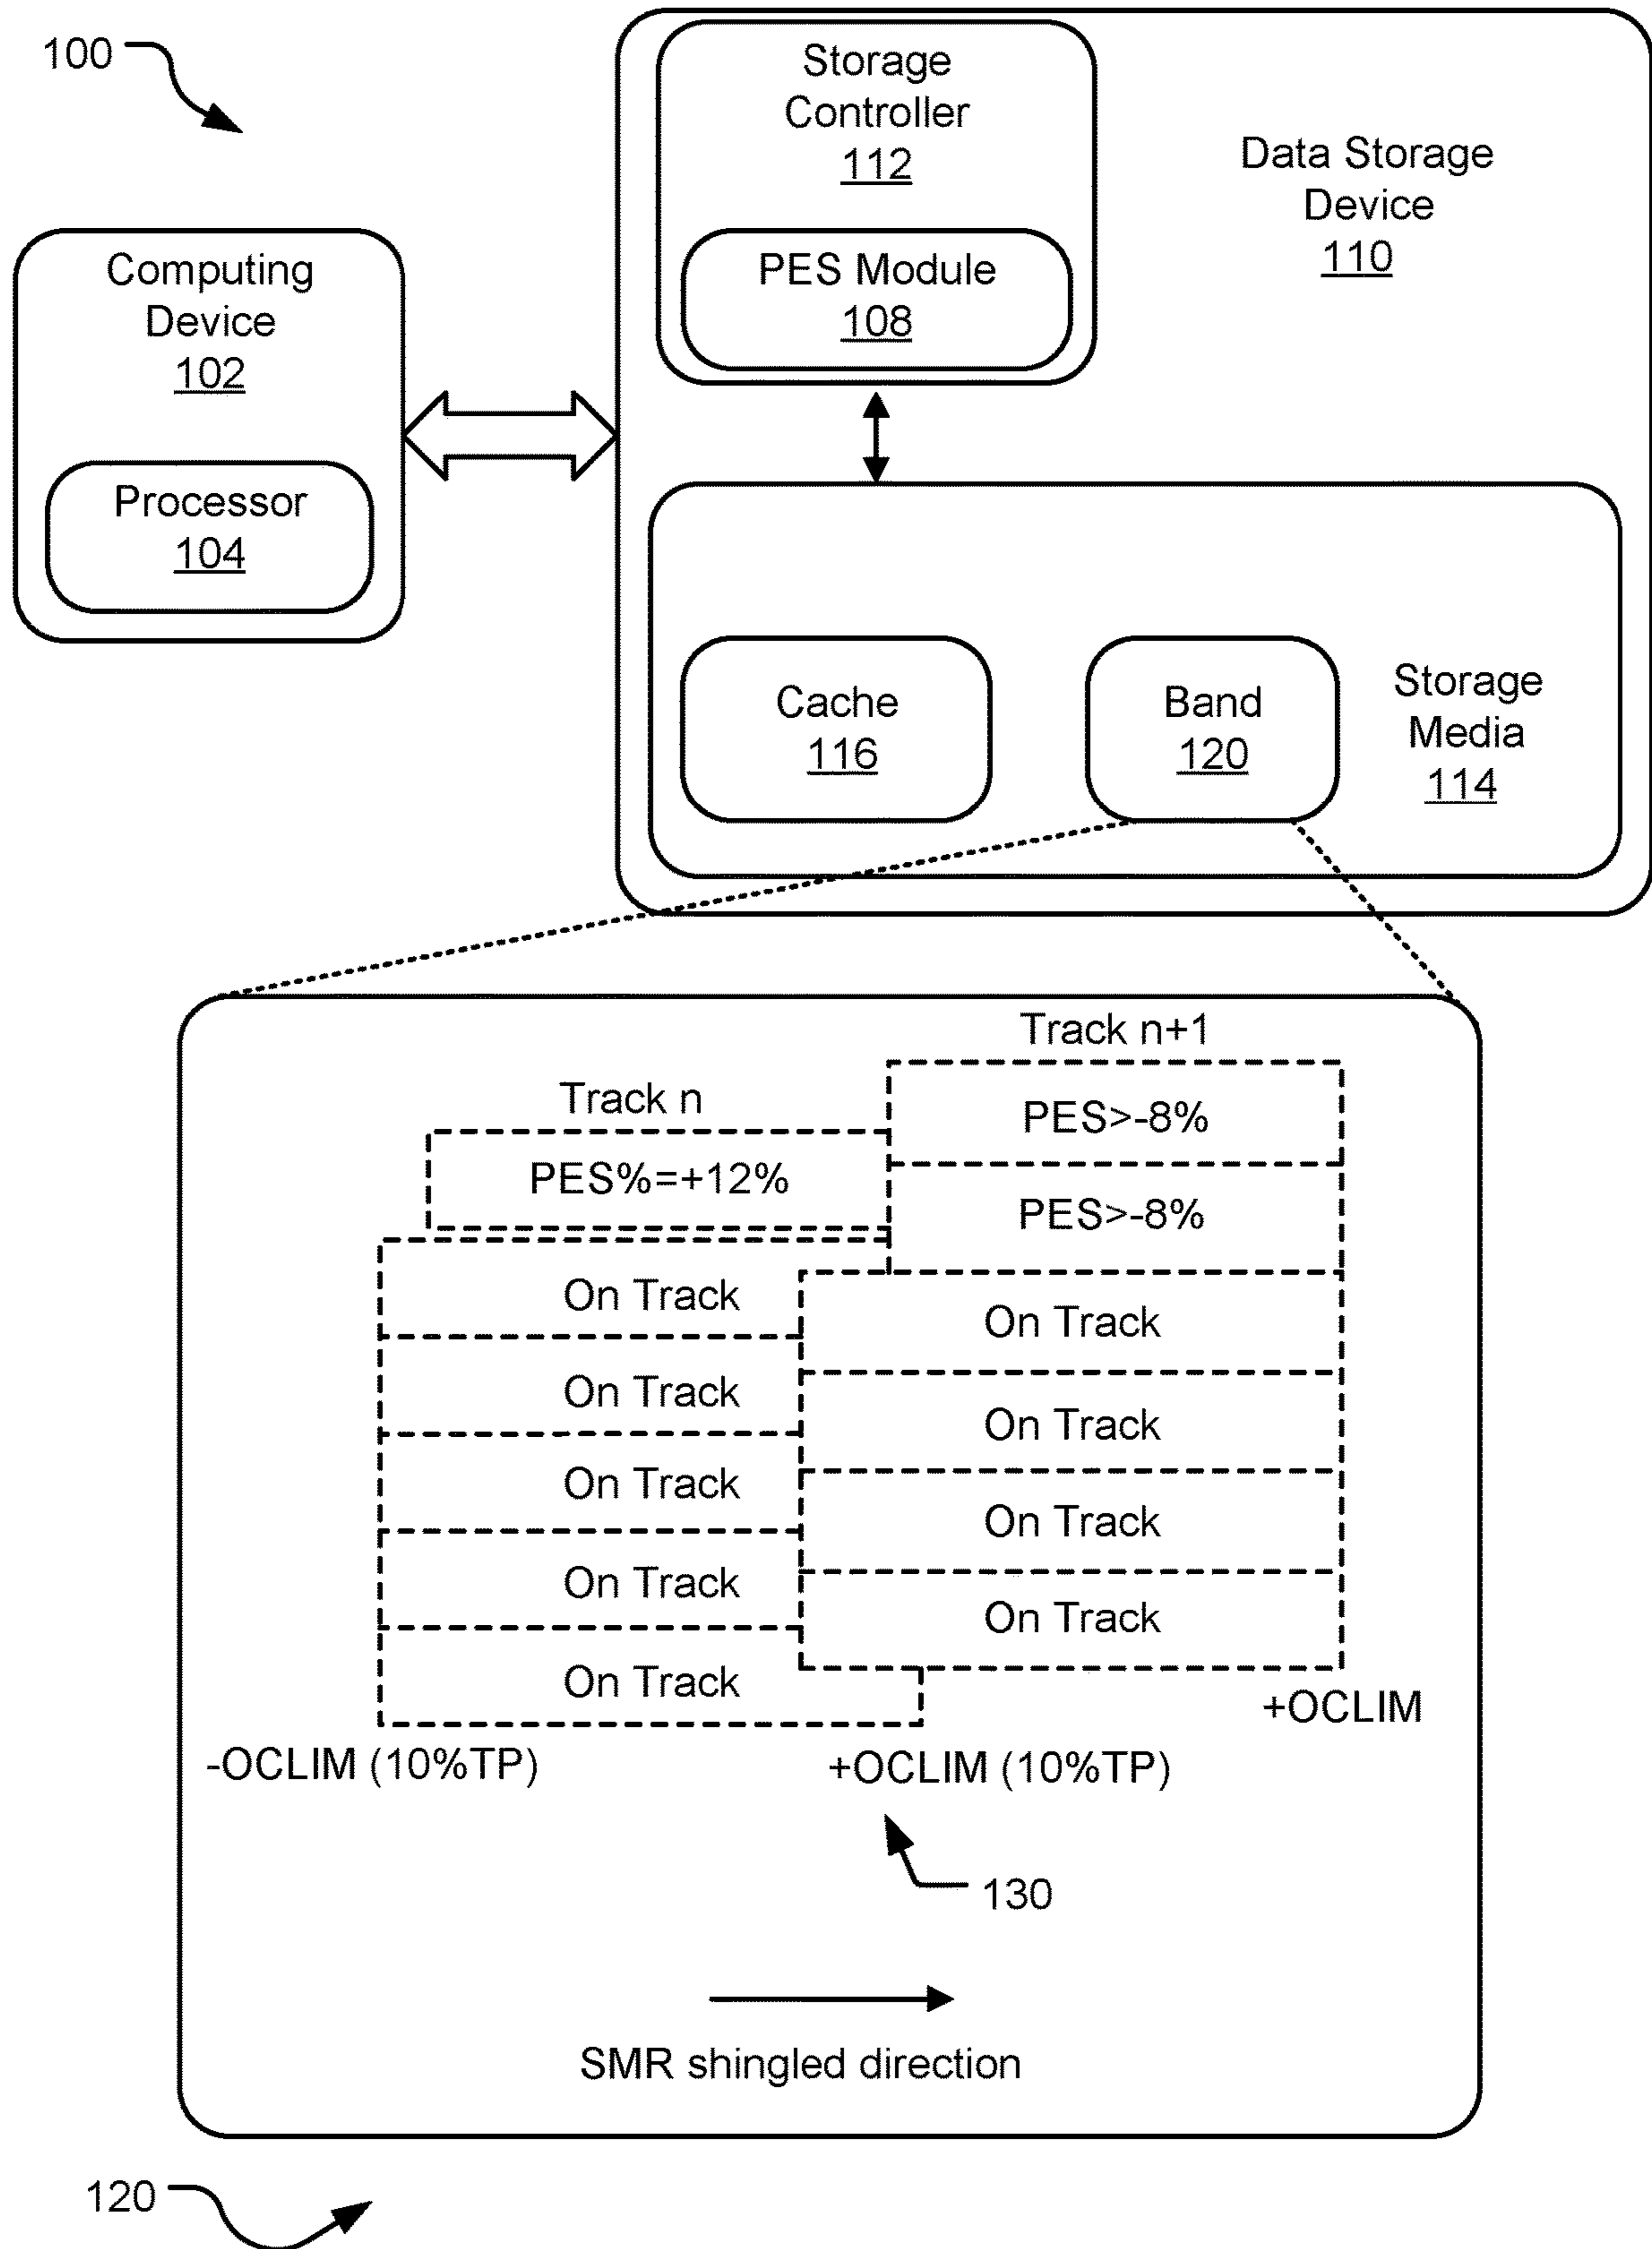 100
Storage
Controller
112
PES Module
108
Data Storage
Device
110
Computing
Device
102
Processor
104
Cache
116
Band
120
Storage
Media
114
Track n+1
Track n
PES>-8%
PES%=+12%
PES>-8%
On Track
On Track
On Track
On Track
On Track
On Track
On Track
On Track
On Track
+OCLIM
-OCLIM (10%TP)
+OCLIM (10%TP)
130
SMR shingled direction
120